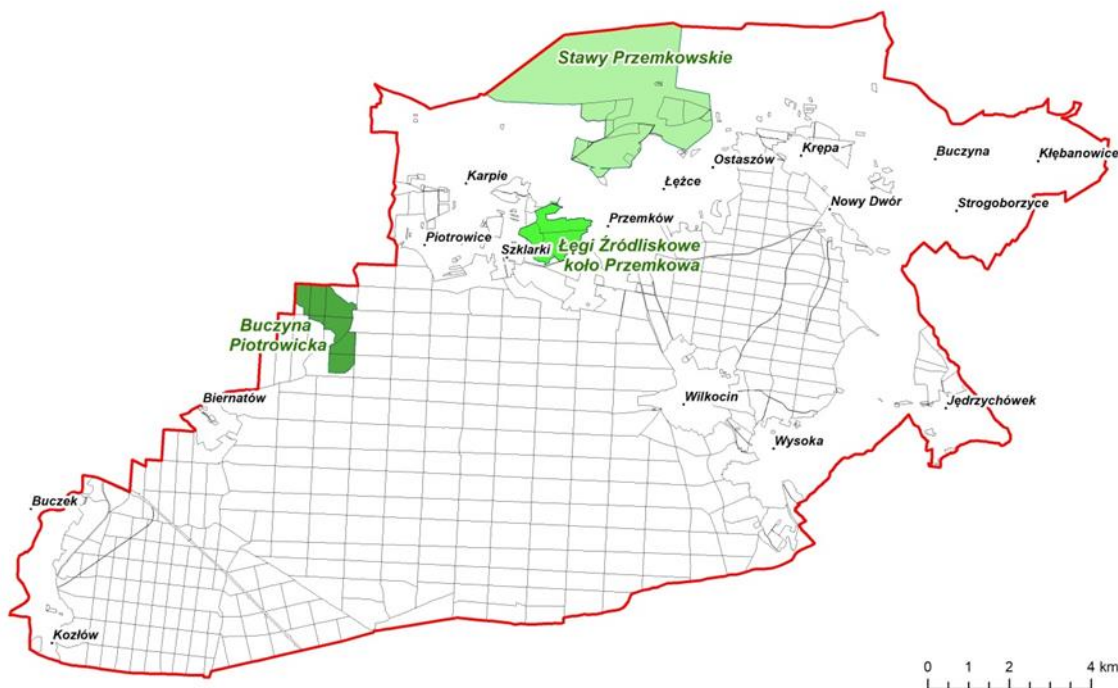 Stawy Przemkowskie
Krępa
Buczyna
Kłębanowice
Ostaszów
Karpie
Łężce
Nowy Dwór
Strogoborzyce
Przemków
Piotrowice
Szklarki
Łęgi Źródliskowe
koło Przemkowa
Buczyna
Piotrowicka
Biernatów
Wilkocin
Jędrzychówek
Wysoka
Buczek
Kozłów
0 1 2 4 km